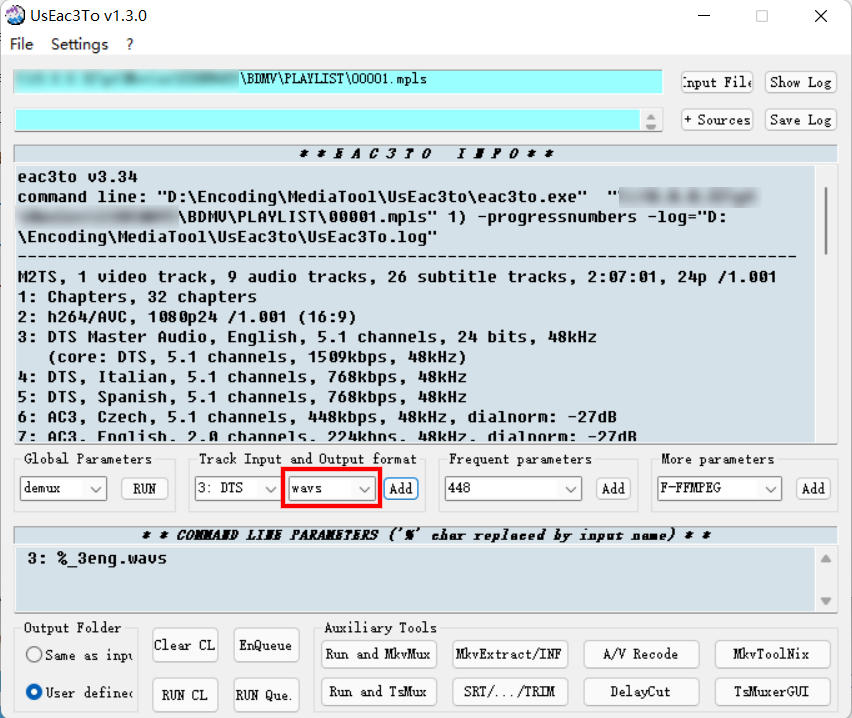 UsEac3To v1.3.0
File Settings ?
\BDMV\PLAYLIST\00001.mpls
Input File Show Log
+ Sources Save Log
* * E A C 3 T O I N F O * *
eac3to v3.34
command line: "D:\Encoding\MediaTool\UsEac3to\eac3to.exe" "
\BDMV\PLAYLIST\00001.mpls" 1) -progressnumbers -log="D:
\Encoding\MediaTool\UsEac3to\UsEac3To.log"
------------------------------------------------------------------------------
M2TS, 1 video track, 9 audio tracks, 26 subtitle tracks, 2:07:01, 24p /1.001
1: Chapters, 32 chapters
2: h264/AVC, 1080p24 /1.001 (16:9)
3: DTS Master Audio, English, 5.1 channels, 24 bits, 48kHz
(core: DTS, 5.1 channels, 1509kbps, 48kHz)
4: DTS, Italian, 5.1 channels, 768kbps, 48kHz
5: DTS, Spanish, 5.1 channels, 768kbps, 48kHz
6: AC3, Czech, 5.1 channels, 448kbps, 48kHz, dialnorm: -27dB
7: AC3, English, 2.0 channels, 224kbps, 48kHz, dialnorm: -27dB
Global Parameters
demux RUN
Track Input and Output format
3: DTS wavs Add
Frequent parameters
448 Add
More parameters
F-FFMPEG Add
* * COMMAND LINE PARAMETERS ('%' char replaced by input name) * *
3: %_3eng.wavs
Output Folder
Same as inpu
User define
Clear CL EnQueue
RUN CL RUN Que.
Auxiliary Tools
Run and MkvMux MkvExtract/INF A/V Recode MkvToolNix
Run and TsMux SRT/.../TRIM DelayCut TsMuxerGUI